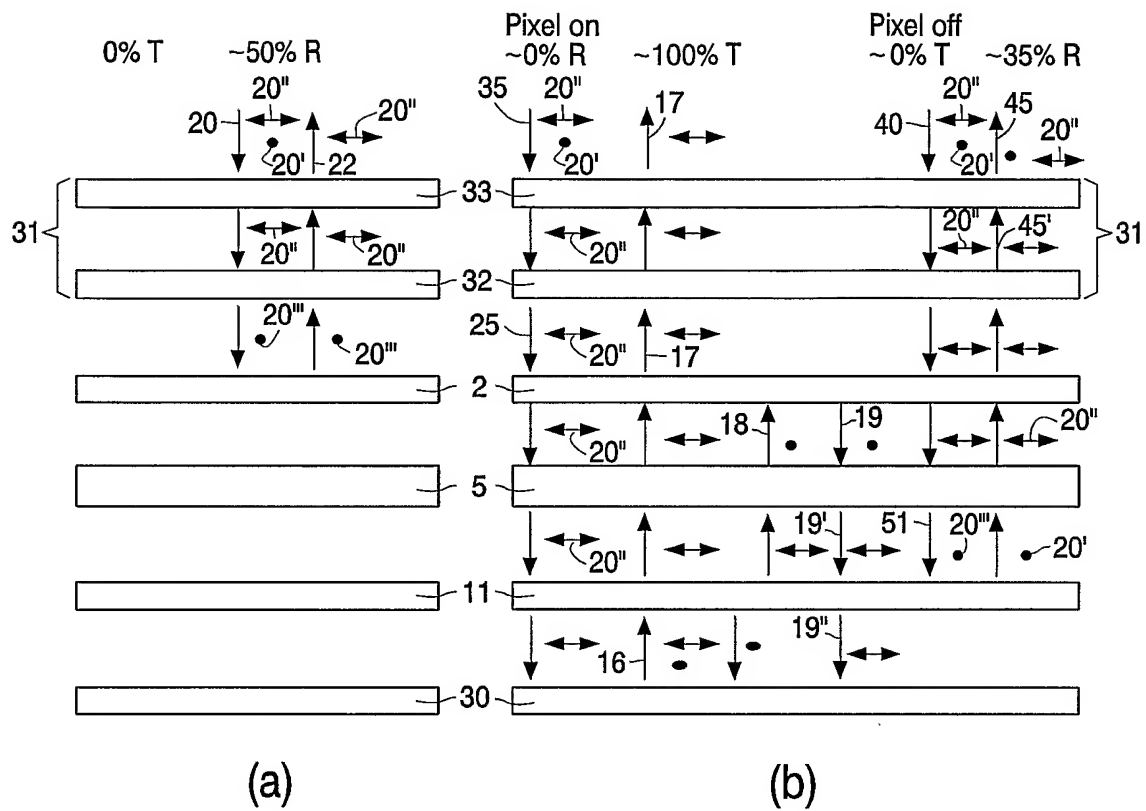 Pixel on
Pixel off
0% T ~50% R ~0% R ~100% T ~0% T ~35% R
20" 35 20" 17 20" 45
20 20" 40 20"
20' 22 20' 20'
33
31 20" 20" 20" 20" 45' 31
32
20''' 20''' 25 20" 17
2
20" 18 19 20"
5
20" 19' 51 20''' 20'
11
16 19"
30
(a) (b)